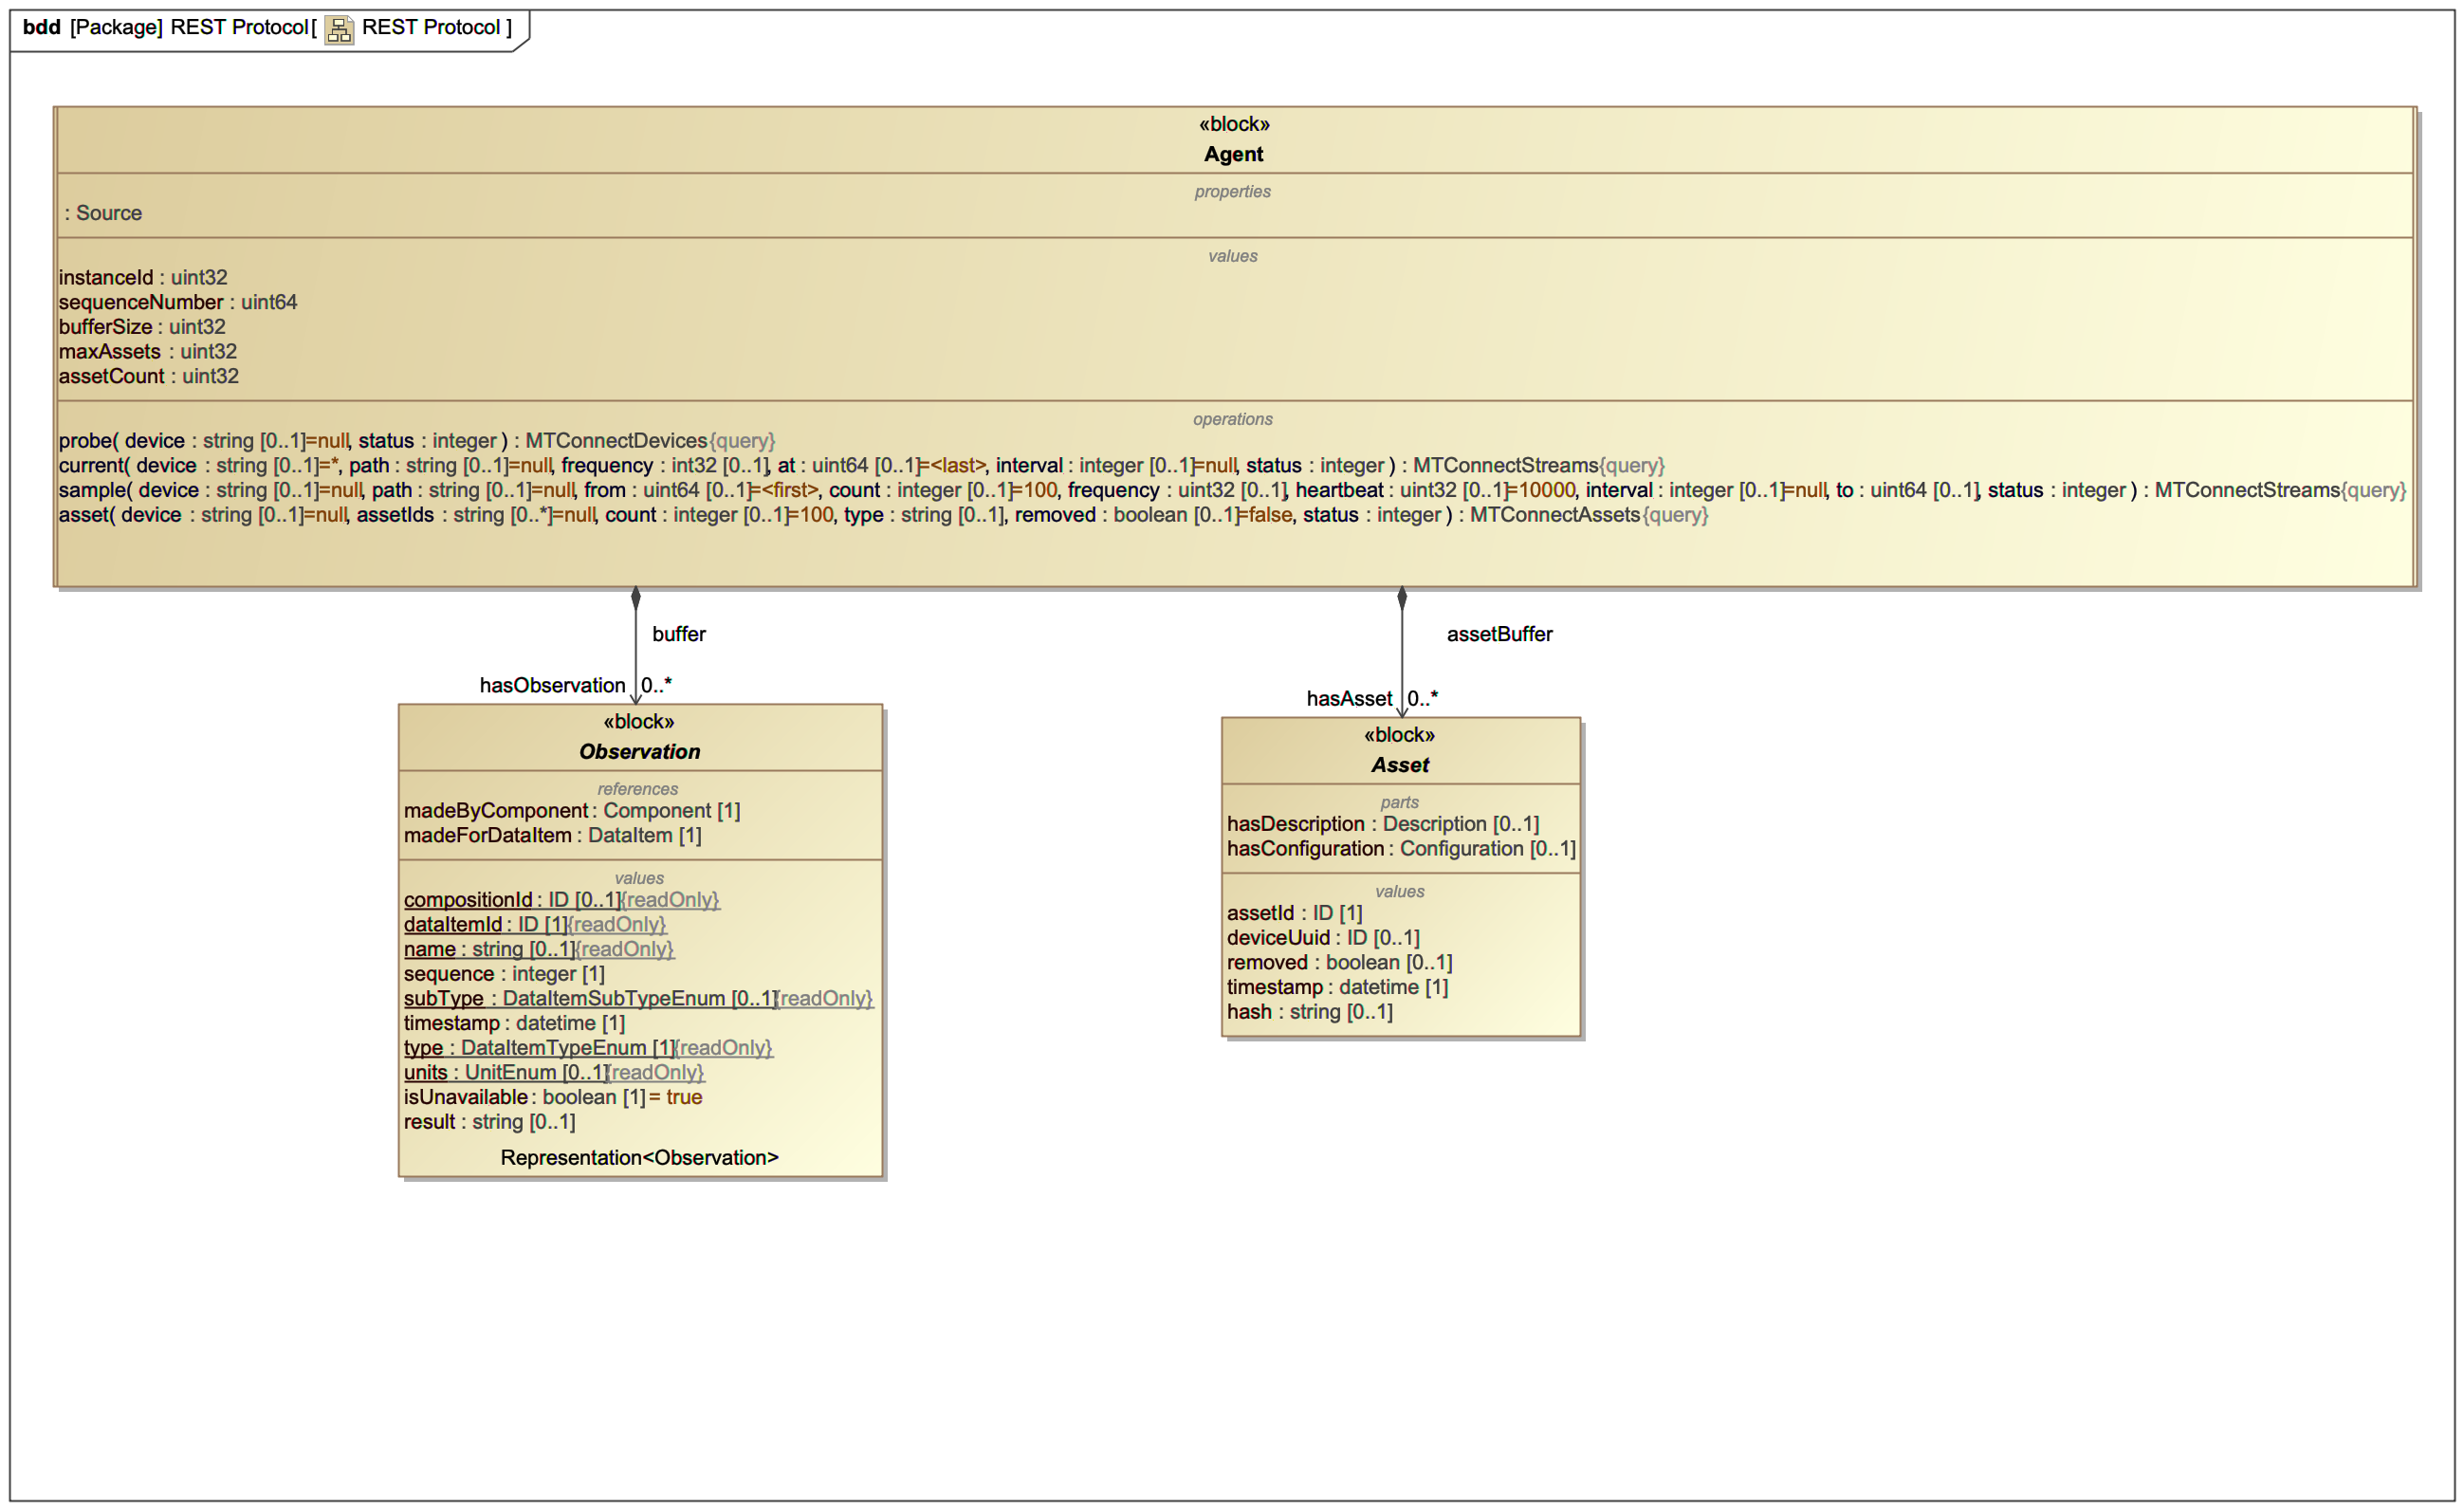 bdd [Package] REST Protocol[ REST Protocol ]
«block»
Agent
properties
: Source
values
instanceId : uint32
sequenceNumber : uint64
bufferSize : uint32
maxAssets : uint32
assetCount : uint32
operations
probe( device : string [0..1]=null, status : integer ) : MTConnectDevices{query}
current( device : string [0..1]=*, path : string [0..1]=null, frequency : int32 [0..1], at : uint64 [0..1]=<last>, interval : integer [0..1]=null, status : integer ) : MTConnectStreams{query}
sample( device : string [0..1]=null, path : string [0..1]=null, from : uint64 [0..1]=<first>, count : integer [0..1]=100, frequency : uint32 [0..1], heartbeat : uint32 [0..1]=10000, interval : integer [0..1]=null, to : uint64 [0..1], status : integer ) : MTConnectStreams{query}
asset( device : string [0..1]=null, assetIds : string [0..*]=null, count : integer [0..1]=100, type : string [0..1], removed : boolean [0..1]=false, status : integer ) : MTConnectAssets{query}
buffer
hasObservation 0..*
«block»
Observation
references
madeByComponent : Component [1]
madeForDataItem : DataItem [1]
values
compositionId : ID [0..1]{readOnly}
dataItemId : ID [1]{readOnly}
name : string [0..1]{readOnly}
sequence : integer [1]
subType : DataItemSubTypeEnum [0..1]{readOnly}
timestamp : datetime [1]
type : DataItemTypeEnum [1]{readOnly}
units : UnitEnum [0..1]{readOnly}
isUnavailable : boolean [1] = true
result : string [0..1]
Representation<Observation>
assetBuffer
hasAsset 0..*
«block»
Asset
parts
hasDescription : Description [0..1]
hasConfiguration : Configuration [0..1]
values
assetId : ID [1]
deviceUuid : ID [0..1]
removed : boolean [0..1]
timestamp : datetime [1]
hash : string [0..1]